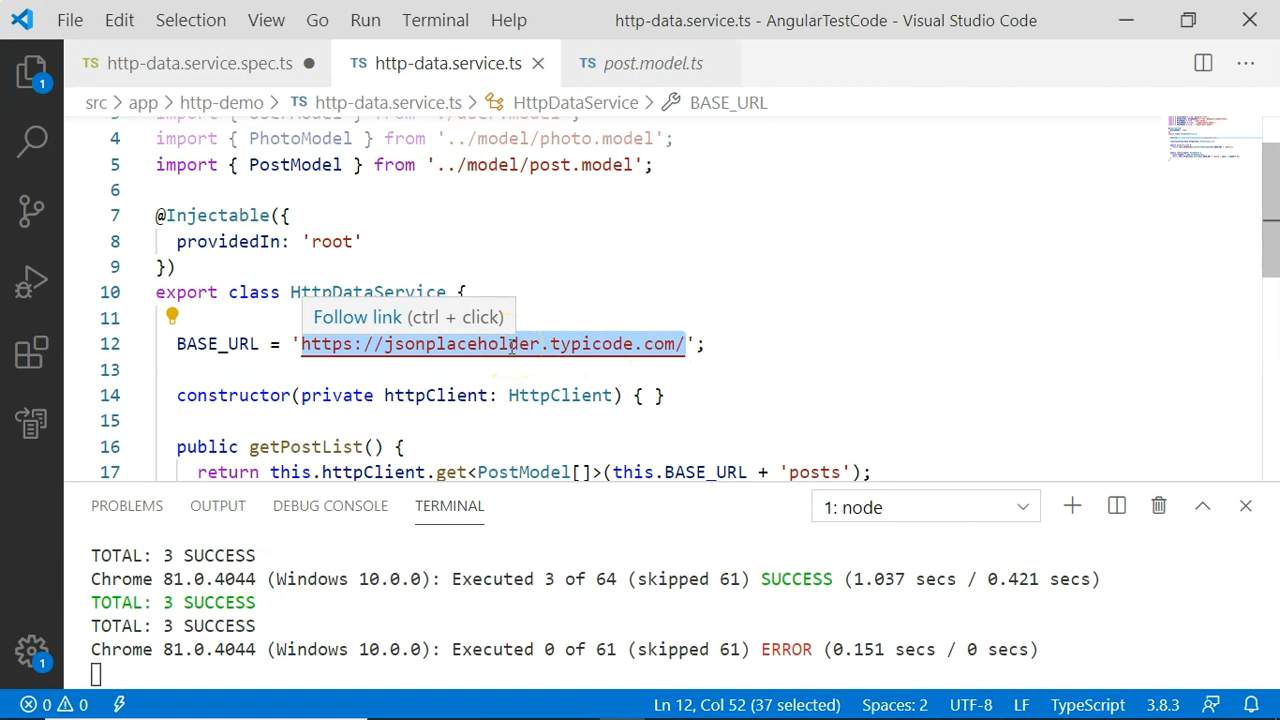 File Edit Selection View Go Run Terminal Help http-data.service.ts - AngularTestCode - Visual Studio Code
TS http-data.service.spec.ts TS http-data.service.ts TS post.model.ts
src > app > http-demo > TS http-data.service.ts > HttpDataService > BASE_URL
4 import { PhotoModel } from '../model/photo.model';
5 import { PostModel } from '../model/post.model';
6
7 @Injectable({
8 providedIn: 'root'
9 })
10 export class HttpDataService {
Follow link (ctrl + click)
11
12 BASE_URL = 'https://jsonplaceholder.typicode.com/';
13
14 constructor(private httpClient: HttpClient) { }
15
16 public getPostList() {
17 return this.httpClient.get<PostModel[]>(this.BASE_URL + 'posts');
PROBLEMS OUTPUT DEBUG CONSOLE TERMINAL 1: node
TOTAL: 3 SUCCESS
Chrome 81.0.4044 (Windows 10.0.0): Executed 3 of 64 (skipped 61) SUCCESS (1.037 secs / 0.421 secs)
TOTAL: 3 SUCCESS
TOTAL: 3 SUCCESS
Chrome 81.0.4044 (Windows 10.0.0): Executed 0 of 61 (skipped 61) ERROR (0.151 secs / 0 secs)
1
1
0 0 Ln 12, Col 52 (37 selected) Spaces: 2 UTF-8 LF TypeScript 3.8.3